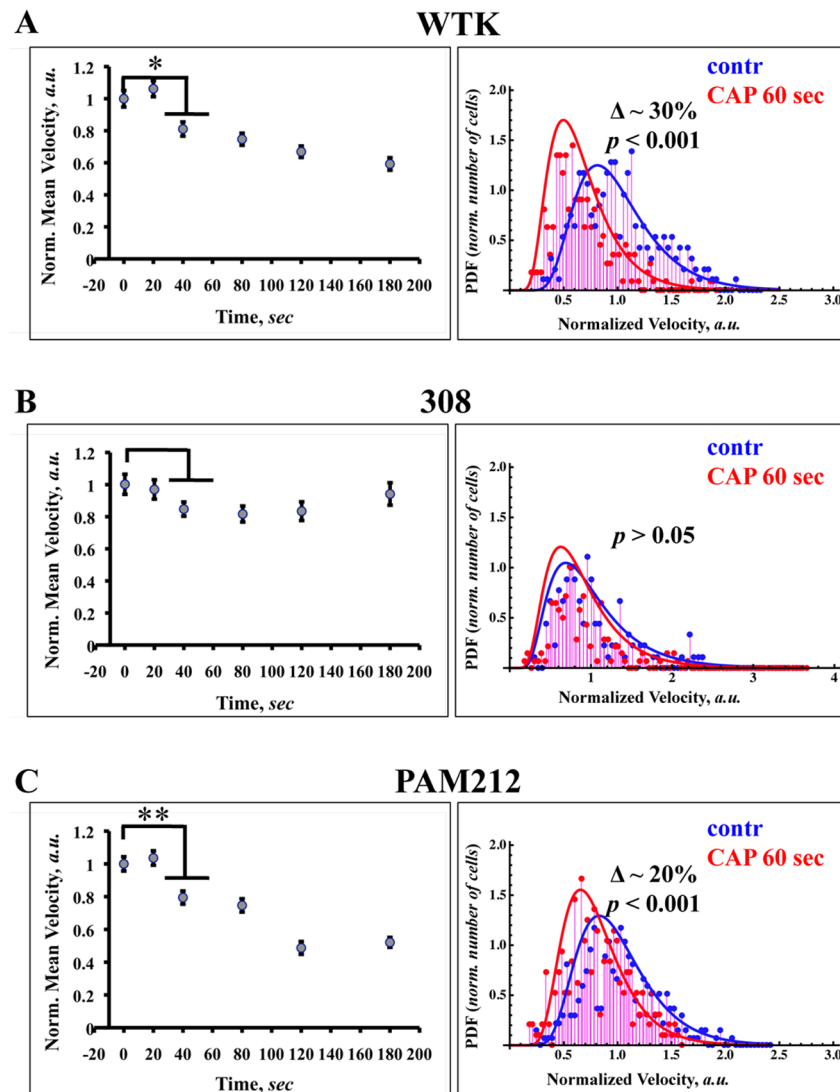 A
WTK
Norm. Mean Velocity, a.u.
1.2
1
0.8
0.6
0.4
0.2
0
*
-20 0 20 40 60 80 100 120 140 160 180 200
Time, sec
PDF (norm. number of cells)
2.0
1.5
1.0
0.5
contr
CAP 60 sec
Δ ~ 30%
p < 0.001
0.5 1.0 1.5 2.0 2.5 3.0
Normalized Velocity, a.u.
B
308
Norm. Mean Velocity, a.u.
1.2
1
0.8
0.6
0.4
0.2
0
-20 0 20 40 60 80 100 120 140 160 180 200
Time, sec
PDF (norm. number of cells)
2.0
1.5
1.0
0.5
contr
CAP 60 sec
p > 0.05
1 2 3 4
Normalized Velocity, a.u.
C
PAM212
Norm. Mean Velocity, a.u.
1.2
1
0.8
0.6
0.4
0.2
0
**
-20 0 20 40 60 80 100 120 140 160 180 200
Time, sec
PDF (norm. number of cells)
2.0
1.5
1.0
0.5
contr
CAP 60 sec
Δ ~ 20%
p < 0.001
0.5 1.0 1.5 2.0 2.5 3.0
Normalized Velocity, a.u.